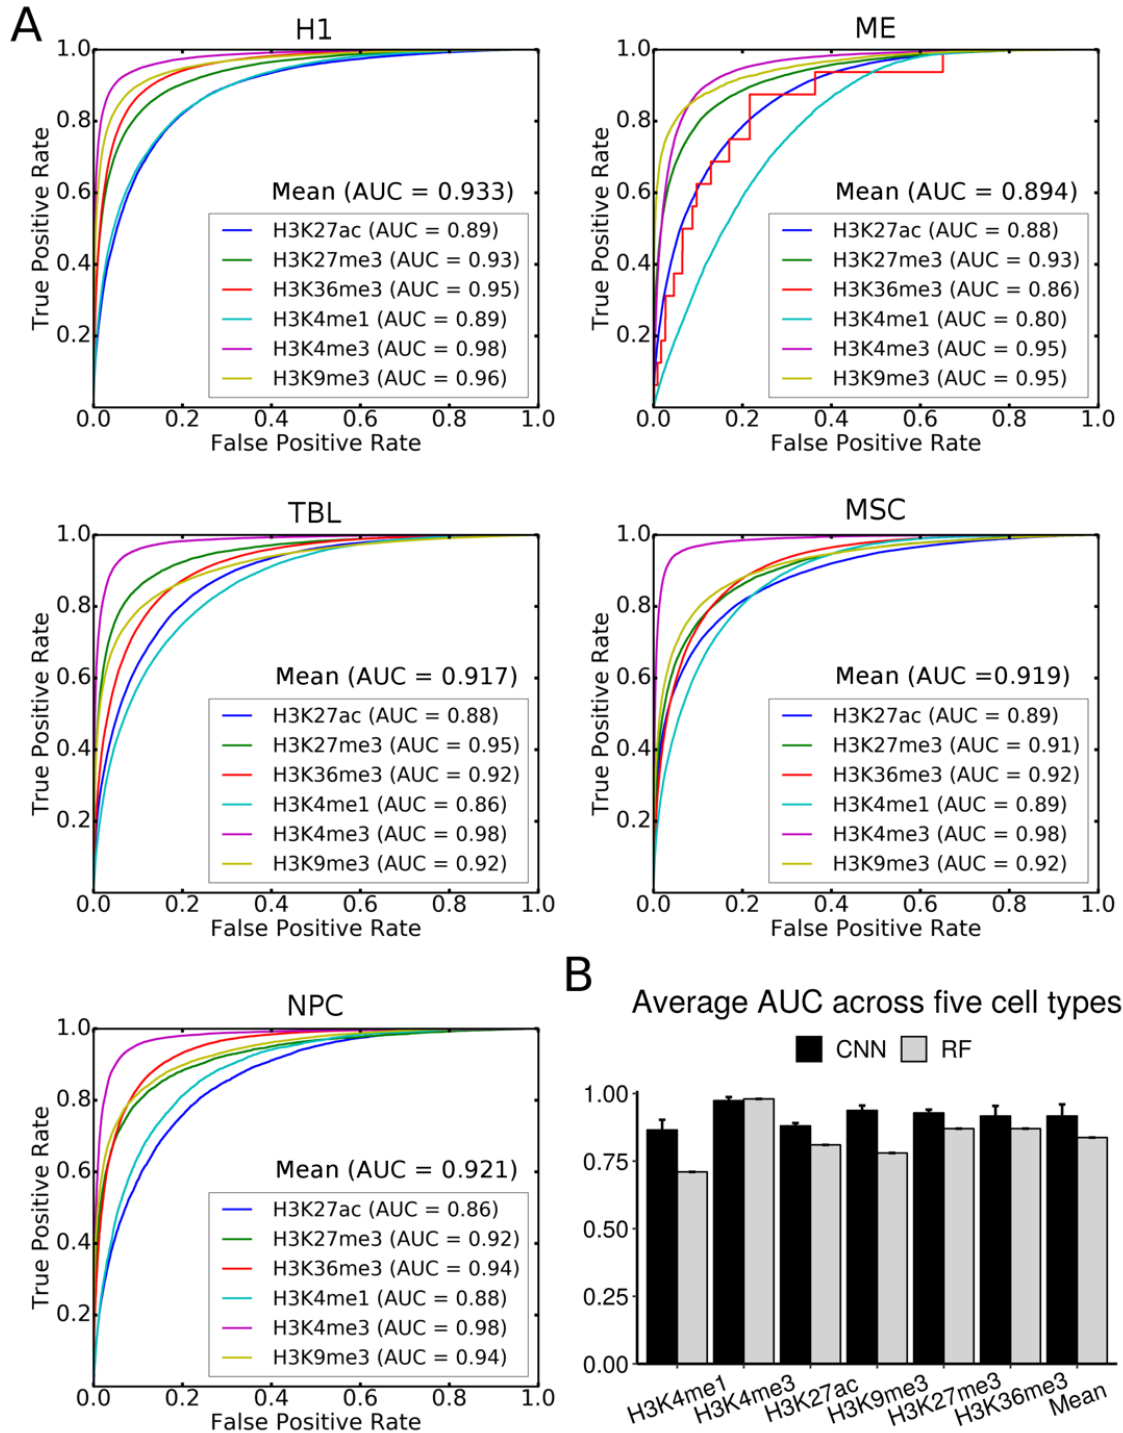 A
H1
1.0
0.8
0.6
0.4
0.2
True Positive Rate
Mean (AUC = 0.933)
H3K27ac (AUC = 0.89)
H3K27me3 (AUC = 0.93)
H3K36me3 (AUC = 0.95)
H3K4me1 (AUC = 0.89)
H3K4me3 (AUC = 0.98)
H3K9me3 (AUC = 0.96)
0.0 0.2 0.4 0.6 0.8 1.0
False Positive Rate
ME
1.0
0.8
0.6
0.4
0.2
True Positive Rate
Mean (AUC = 0.894)
H3K27ac (AUC = 0.88)
H3K27me3 (AUC = 0.93)
H3K36me3 (AUC = 0.86)
H3K4me1 (AUC = 0.80)
H3K4me3 (AUC = 0.95)
H3K9me3 (AUC = 0.95)
0.0 0.2 0.4 0.6 0.8 1.0
False Positive Rate
TBL
1.0
0.8
0.6
0.4
0.2
True Positive Rate
Mean (AUC = 0.917)
H3K27ac (AUC = 0.88)
H3K27me3 (AUC = 0.95)
H3K36me3 (AUC = 0.92)
H3K4me1 (AUC = 0.86)
H3K4me3 (AUC = 0.98)
H3K9me3 (AUC = 0.92)
0.0 0.2 0.4 0.6 0.8 1.0
False Positive Rate
MSC
1.0
0.8
0.6
0.4
0.2
True Positive Rate
Mean (AUC =0.919)
H3K27ac (AUC = 0.89)
H3K27me3 (AUC = 0.91)
H3K36me3 (AUC = 0.92)
H3K4me1 (AUC = 0.89)
H3K4me3 (AUC = 0.98)
H3K9me3 (AUC = 0.92)
0.0 0.2 0.4 0.6 0.8 1.0
False Positive Rate
NPC
1.0
0.8
0.6
0.4
0.2
True Positive Rate
Mean (AUC = 0.921)
H3K27ac (AUC = 0.86)
H3K27me3 (AUC = 0.92)
H3K36me3 (AUC = 0.94)
H3K4me1 (AUC = 0.88)
H3K4me3 (AUC = 0.98)
H3K9me3 (AUC = 0.94)
0.0 0.2 0.4 0.6 0.8 1.0
False Positive Rate
B
Average AUC across five cell types
CNN RF
1.00
0.75
0.50
0.25
0.00
H3K4me1 H3K4me3 H3K27ac H3K9me3 H3K27me3 H3K36me3 Mean